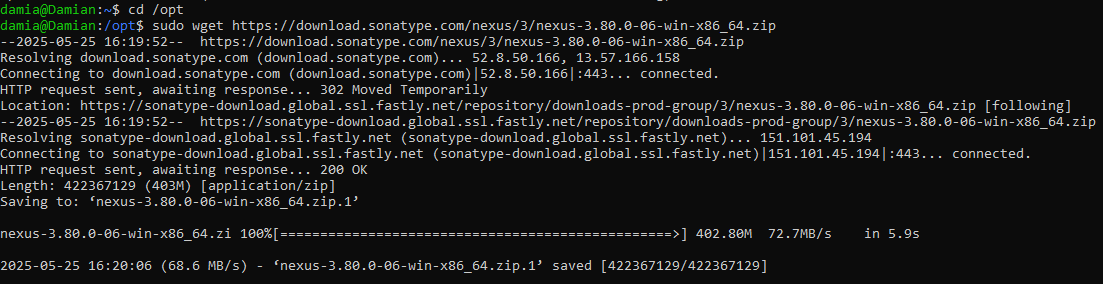 damia@Damian:~$ cd /opt
damia@Damian:/opt$ sudo wget https://download.sonatype.com/nexus/3/nexus-3.80.0-06-win-x86_64.zip
--2025-05-25 16:19:52--  https://download.sonatype.com/nexus/3/nexus-3.80.0-06-win-x86_64.zip
Resolving download.sonatype.com (download.sonatype.com)... 52.8.50.166, 13.57.166.158
Connecting to download.sonatype.com (download.sonatype.com)|52.8.50.166|:443... connected.
HTTP request sent, awaiting response... 302 Moved Temporarily
Location: https://sonatype-download.global.ssl.fastly.net/repository/downloads-prod-group/3/nexus-3.80.0-06-win-x86_64.zip [following]
--2025-05-25 16:19:52--  https://sonatype-download.global.ssl.fastly.net/repository/downloads-prod-group/3/nexus-3.80.0-06-win-x86_64.zip
Resolving sonatype-download.global.ssl.fastly.net (sonatype-download.global.ssl.fastly.net)... 151.101.45.194
Connecting to sonatype-download.global.ssl.fastly.net (sonatype-download.global.ssl.fastly.net)|151.101.45.194|:443... connected.
HTTP request sent, awaiting response... 200 OK
Length: 422367129 (403M) [application/zip]
Saving to: ‘nexus-3.80.0-06-win-x86_64.zip.1’
nexus-3.80.0-06-win-x86_64.zi 100%[=================================================>] 402.80M  72.7MB/s    in 5.9s
2025-05-25 16:20:06 (68.6 MB/s) - ‘nexus-3.80.0-06-win-x86_64.zip.1’ saved [422367129/422367129]